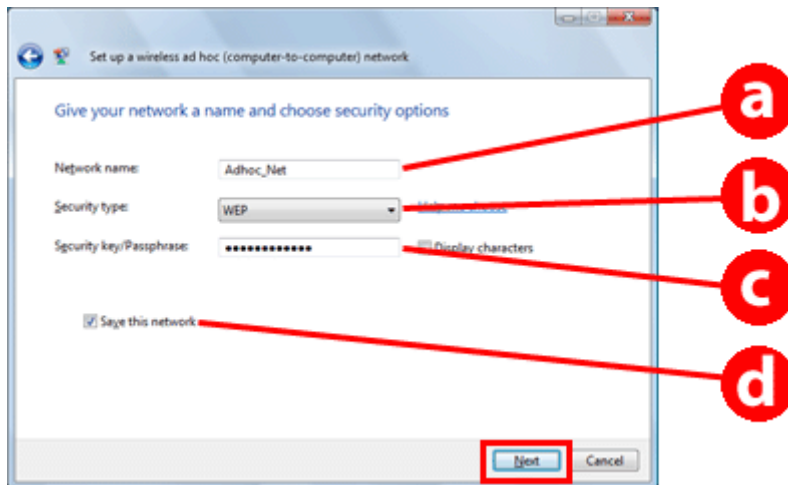 Set up a wireless ad hoc (computer-to-computer) network
Give your network a name and choose security options
a
Network name: Adhoc_Net
Security type: WEP
b
Security key/Passphrase: •••••••••••• Display characters
c
Save this network
d
Next Cancel